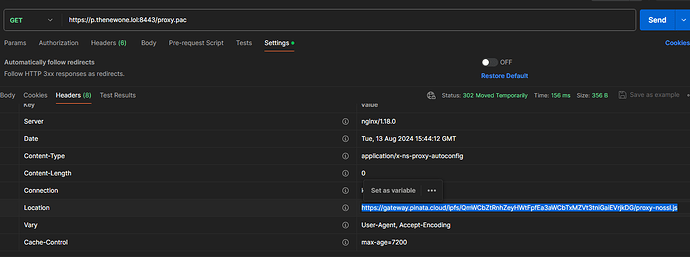 GET https://p.thenewone.lol:8443/proxy.pac
Params Authorization Headers (6) Body Pre-request Script Tests Settings Cookies
Automatically follow redirects OFF
Follow HTTP 3xx responses as redirects. Restore Default
Body Cookies Headers (8) Test Results Status: 302 Moved Temporarily Time: 156 ms Size: 356 B Save as example
Key Value
Server nginx/1.18.0
Date Tue, 13 Aug 2024 15:44:12 GMT
Content-Type application/x-ns-proxy-autoconfig
Content-Length 0
Connection Set as variable
Location https://gateway.pinata.cloud/ipfs/QmWCbZtRnhZeyHWtFpfEa3aWCbTxMZVt3tniGaiEVrjkDG/proxy-nossl.js
Vary User-Agent, Accept-Encoding
Cache-Control max-age=7200